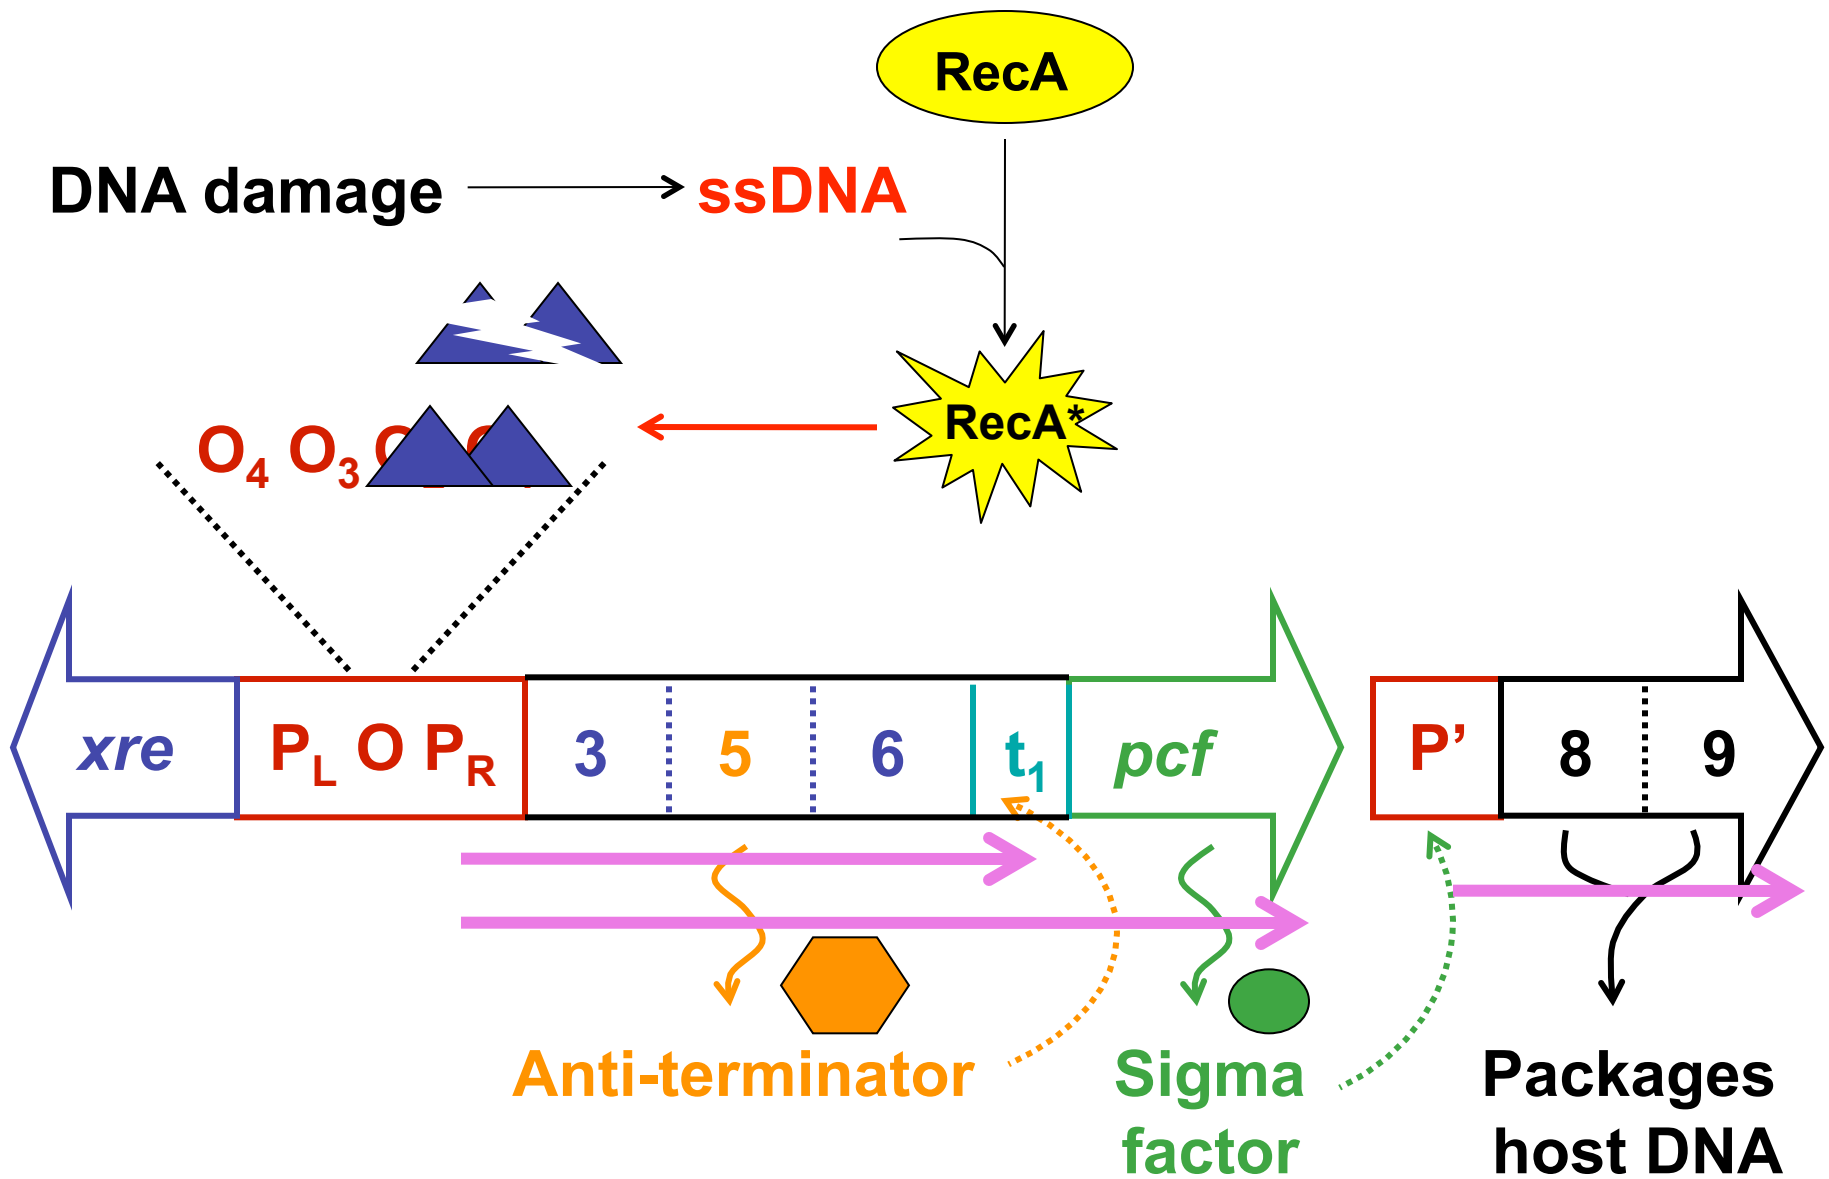 RecA
DNA damage ssDNA
RecA*
O4 O3
xre PL O PR 3 5 6 t1 pcf P’ 8 9
Anti-terminator Sigma factor Packages host DNA